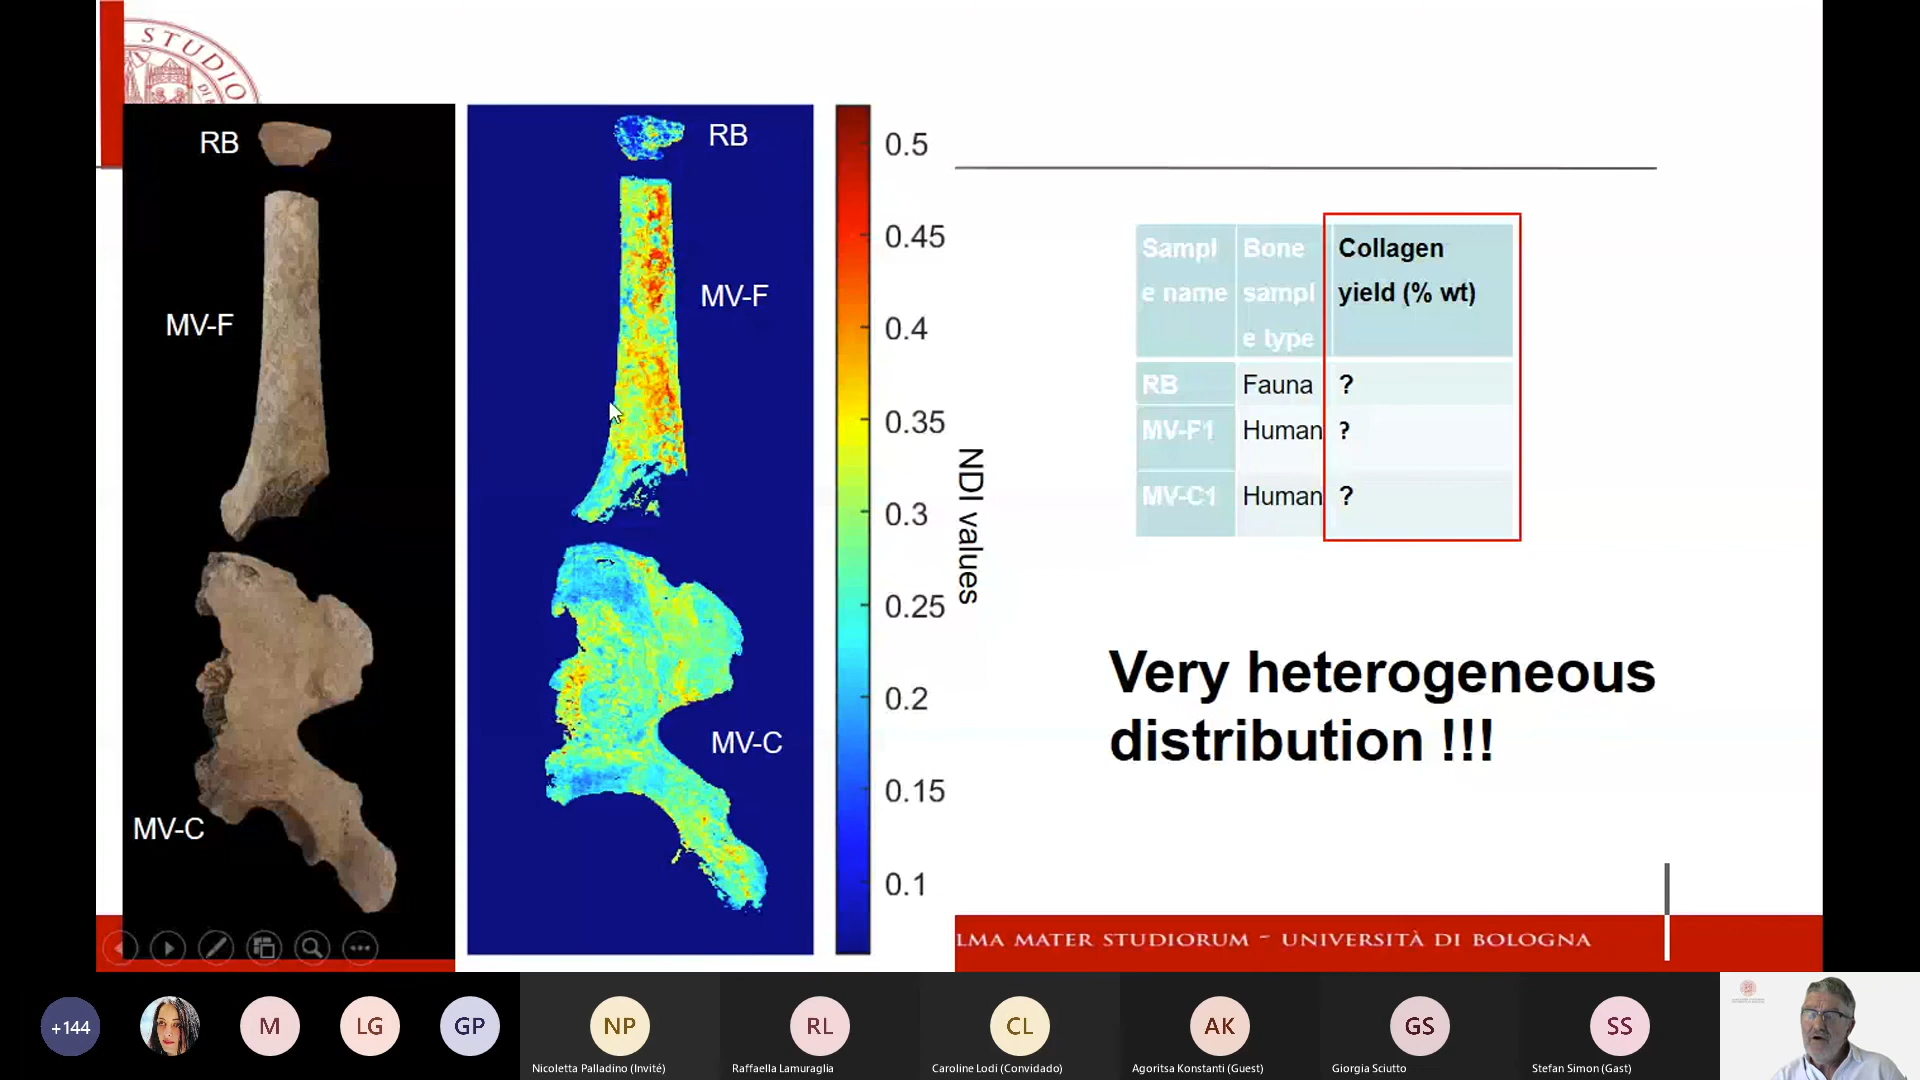 STUDIO
RB
MV-F
MV-C
RB
MV-F
MV-C
0.5
0.45
0.4
0.35
0.3
0.25
0.2
0.15
0.1
NDI values
Sampl
e name
Bone
sampl
e type
Collagen
yield (% wt)
RB
Fauna
?
MV-F1
Human
?
MV-C1
Human
?
Very heterogeneous
distribution !!!
LMA MATER STUDIORUM - UNIVERSITÀ DI BOLOGNA
+144
M
LG
GP
NP
RL
CL
AK
GS
SS
Nicoletta Palladino (Invité)
Raffaella Lamuraglia
Caroline Lodi (Convidado)
Agoritsa Konstanti (Guest)
Giorgia Sciutto
Stefan Simon (Gast)